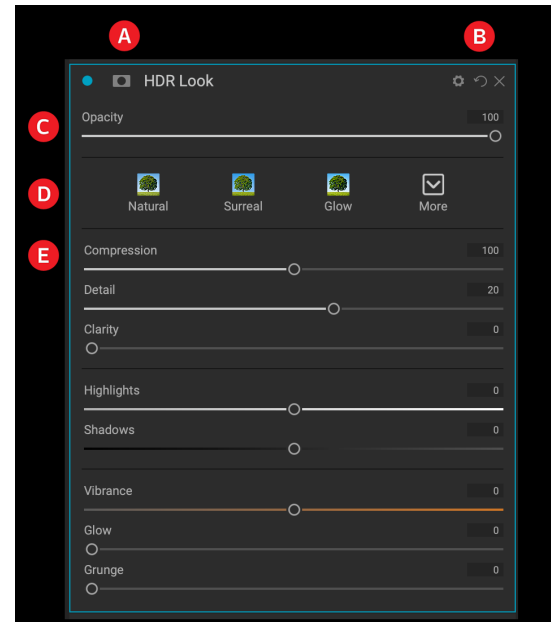 A
B
HDR Look
C
Opacity 100
D
Natural Surreal Glow More
E
Compression 100
Detail 20
Clarity 0
Highlights 0
Shadows 0
Vibrance 0
Glow 0
Grunge 0